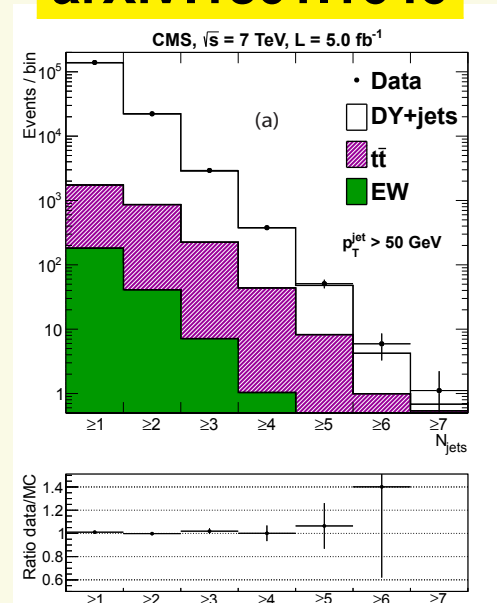 CMS, √s = 7 TeV, L = 5.0 fb⁻¹
Events / bin
10⁵
10⁴
10³
10²
10
1
(a)
Data
DY+jets
tt̄
EW
p_T^jet > 50 GeV
≥1 ≥2 ≥3 ≥4 ≥5 ≥6 ≥7
N_jets
Ratio data/MC
1.4
1.2
1
0.8
0.6
≥1 ≥2 ≥3 ≥4 ≥5 ≥6 ≥7